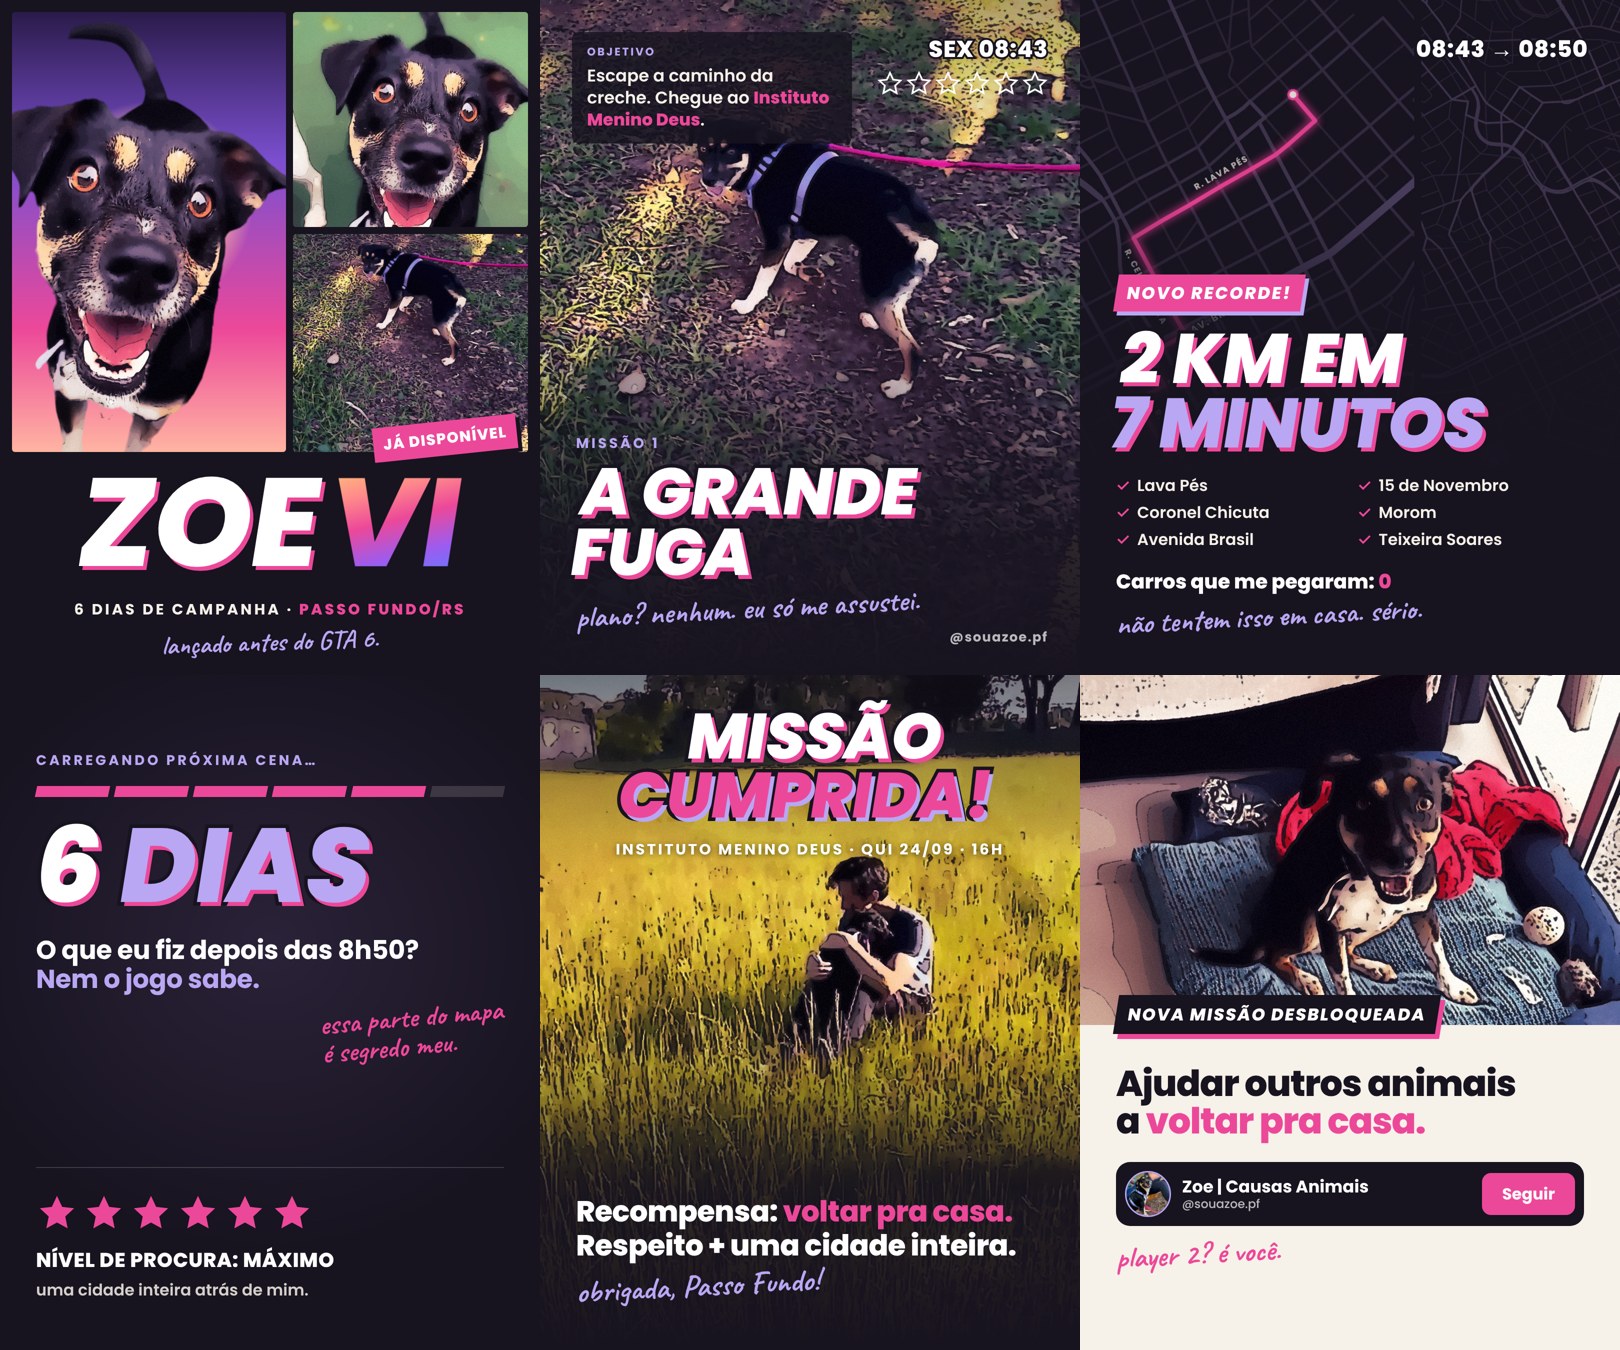 JÁ DISPONÍVEL
ZOE VI
6 DIAS DE CAMPANHA · PASSO FUNDO/RS
lançado antes do GTA 6.
OBJETIVO
Escape a caminho da
creche. Chegue ao Instituto
Menino Deus.
SEX 08:43
MISSÃO 1
A GRANDE
FUGA
plano? nenhum. eu só me assustei.
@souazoe.pf
08:43 → 08:50
R. LAVA PÉS
NOVO RECORDE!
2 KM EM
7 MINUTOS
✓ Lava Pés
✓ Coronel Chicuta
✓ Avenida Brasil
✓ 15 de Novembro
✓ Morom
✓ Teixeira Soares
Carros que me pegaram: 0
não tentem isso em casa. sério.
CARREGANDO PRÓXIMA CENA…
6 DIAS
O que eu fiz depois das 8h50?
Nem o jogo sabe.
essa parte do mapa
é segredo meu.
NÍVEL DE PROCURA: MÁXIMO
uma cidade inteira atrás de mim.
MISSÃO
CUMPRIDA!
INSTITUTO MENINO DEUS · QUI 24/09 · 16H
Recompensa: voltar pra casa.
Respeito + uma cidade inteira.
obrigada, Passo Fundo!
NOVA MISSÃO DESBLOQUEADA
Ajudar outros animais
a voltar pra casa.
Zoe | Causas Animais
@souazoe.pf
Seguir
player 2? é você.